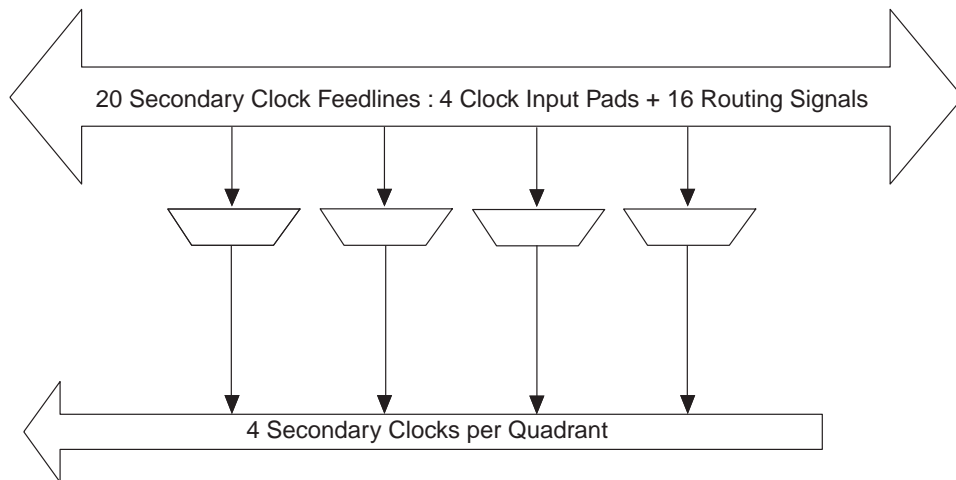 20 Secondary Clock Feedlines : 4 Clock Input Pads + 16 Routing Signals
4 Secondary Clocks per Quadrant